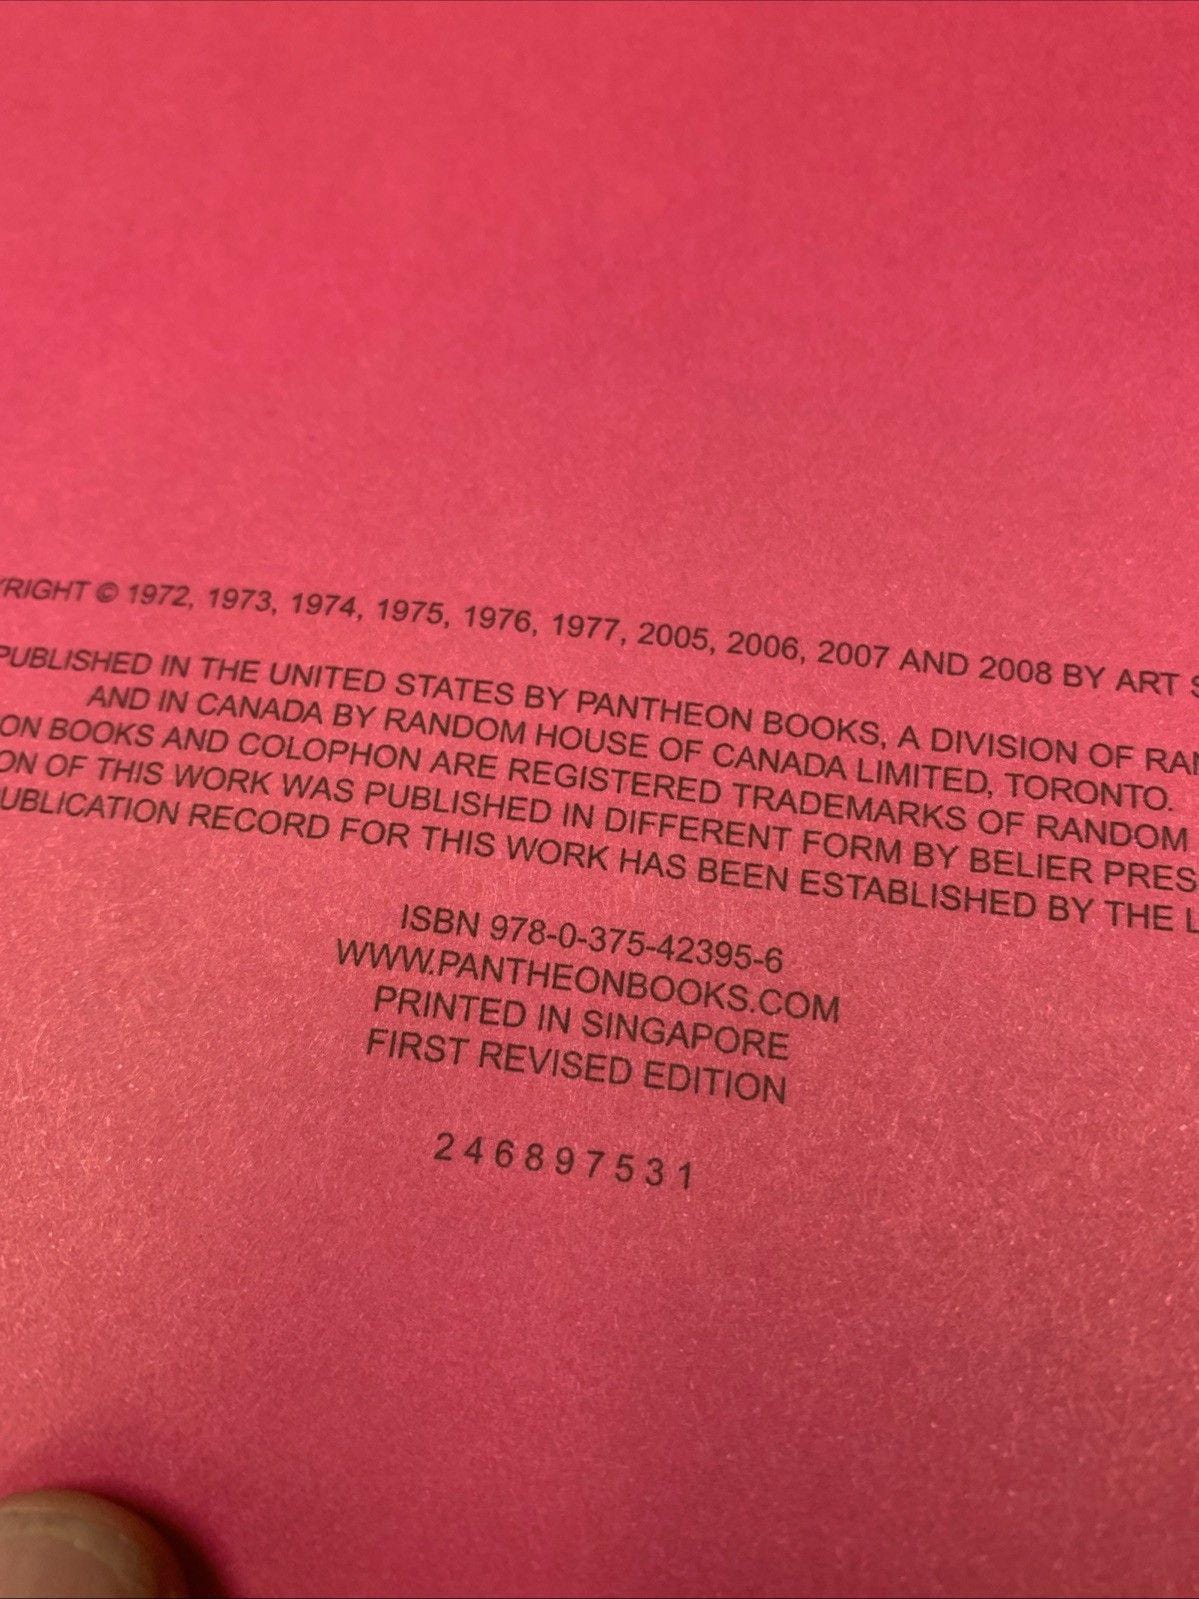 YRIGHT © 1972, 1973, 1974, 1975, 1976, 1977, 2005, 2006, 2007 AND 2008 BY ART S
PUBLISHED IN THE UNITED STATES BY PANTHEON BOOKS, A DIVISION OF RAN
AND IN CANADA BY RANDOM HOUSE OF CANADA LIMITED, TORONTO.
ON BOOKS AND COLOPHON ARE REGISTERED TRADEMARKS OF RANDOM
ON OF THIS WORK WAS PUBLISHED IN DIFFERENT FORM BY BELIER PRES
UBLICATION RECORD FOR THIS WORK HAS BEEN ESTABLISHED BY THE L
ISBN 978-0-375-42395-6
WWW.PANTHEONBOOKS.COM
PRINTED IN SINGAPORE
FIRST REVISED EDITION
2 4 6 8 9 7 5 3 1